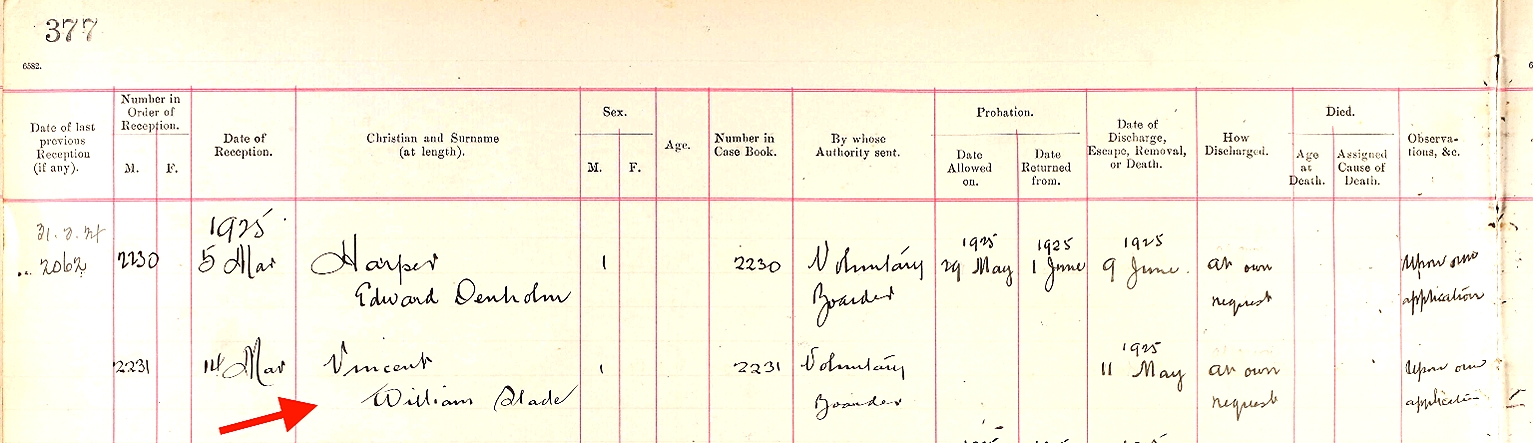 377
6582.
Date of last previous Reception (if any).
Number in Order of Reception.
M.
F.
Date of Reception.
Christian and Surname (at length).
Sex.
M.
F.
Age.
Number in Case Book.
By whose Authority sent.
Probation.
Date Allowed on.
Date Returned from.
Date of Discharge, Escape, Removal, or Death.
How Discharged.
Died.
Age at Death.
Assigned Cause of Death.
Observations, &c.
1925
1925
1925
1925
2062 2230 5 Mar Harper 1 2230 Voluntary 29 May 1 June 9 June at own Upon own
Edward Denholm Boarder request application
1925
2231 14 Mar Vincent 1 2231 Voluntary 11 May at own Upon own
William Slade Boarder request application